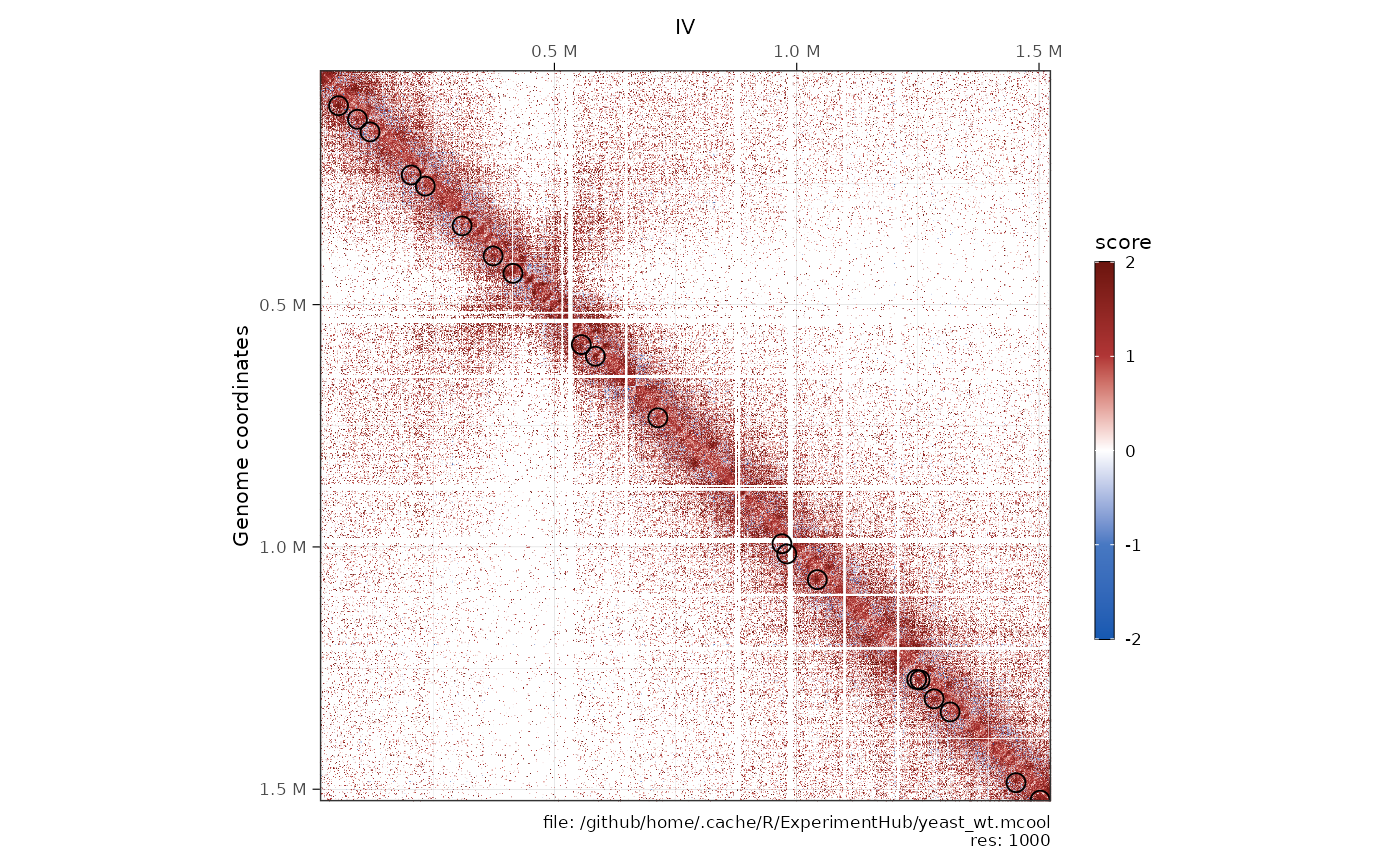 IV
0.5 M 1.0 M 1.5 M
Genome coordinates
0.5 M
1.0 M
1.5 M
score
2
1
0
-1
-2
file: /github/home/.cache/R/ExperimentHub/yeast_wt.mcool
res: 1000